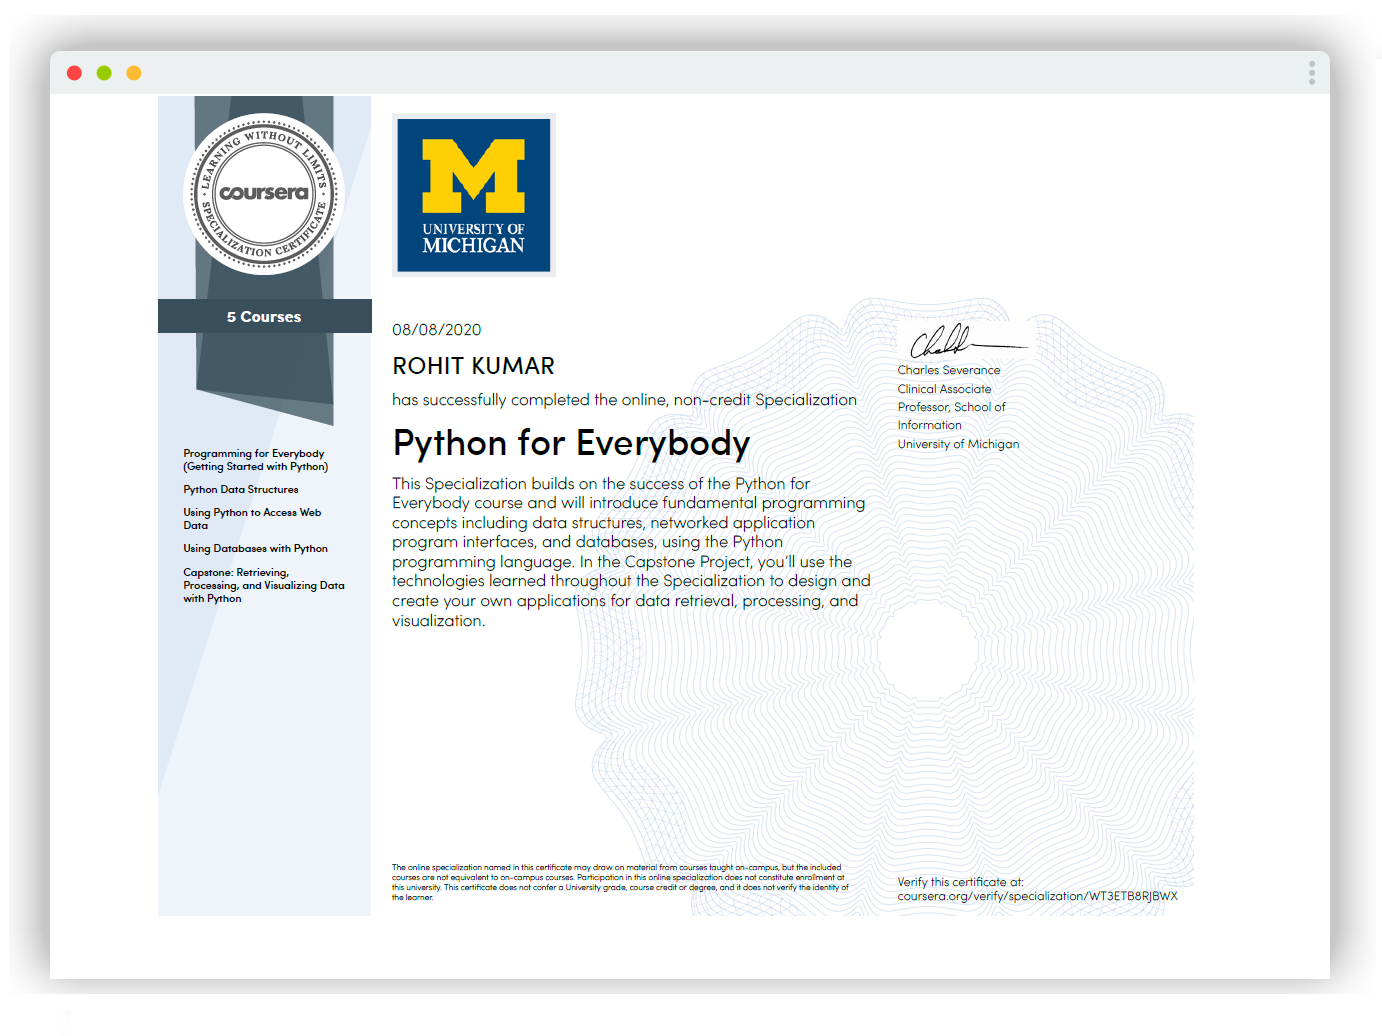 LEARNING WITHOUT LIMITS
coursera
SPECIALIZATION CERTIFICATE
5 Courses
Programming for Everybody
(Getting Started with Python)
Python Data Structures
Using Python to Access Web
Data
Using Databases with Python
Capstone: Retrieving,
Processing, and Visualizing Data
with Python
M
UNIVERSITY OF
MICHIGAN
08/08/2020
ROHIT KUMAR
has successfully completed the online, non-credit Specialization
Python for Everybody
This Specialization builds on the success of the Python for
Everybody course and will introduce fundamental programming
concepts including data structures, networked application
program interfaces, and databases, using the Python
programming language. In the Capstone Project, you'll use the
technologies learned throughout the Specialization to design and
create your own applications for data retrieval, processing, and
visualization.
Charles Severance
Clinical Associate
Professor, School of
Information
University of Michigan
The online specialization named in this certificate may draw on material from courses taught on-campus, but the included
courses are not equivalent to on-campus courses. Participation in this online specialization does not constitute enrollment at
this university. This certificate does not confer a University grade, course credit or degree, and it does not verify the identity of
the learner.
Verify this certificate at:
coursera.org/verify/specialization/WT3ETB8RJBWX